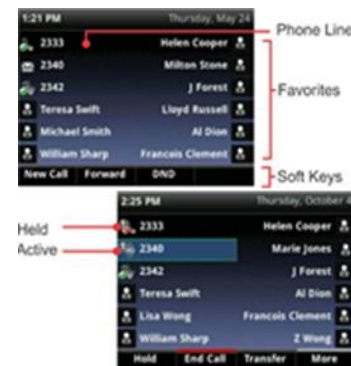 1:21 PM Thursday, May 24
Phone Line
2333 Helen Cooper
2340 Milton Stone
2342 J Forest
Favorites
Teresa Swift Lloyd Russell
Michael Smith Al Dion
William Sharp Francois Clement
New Call Forward DND
Soft Keys
2:25 PM Thursday, October 4
Held
2333 Helen Cooper
Active
2340 Marie Jones
2342 J Forest
Teresa Swift Al Dion
Lisa Wong Francois Clement
William Sharp Z Wong
Hold End Call Transfer More